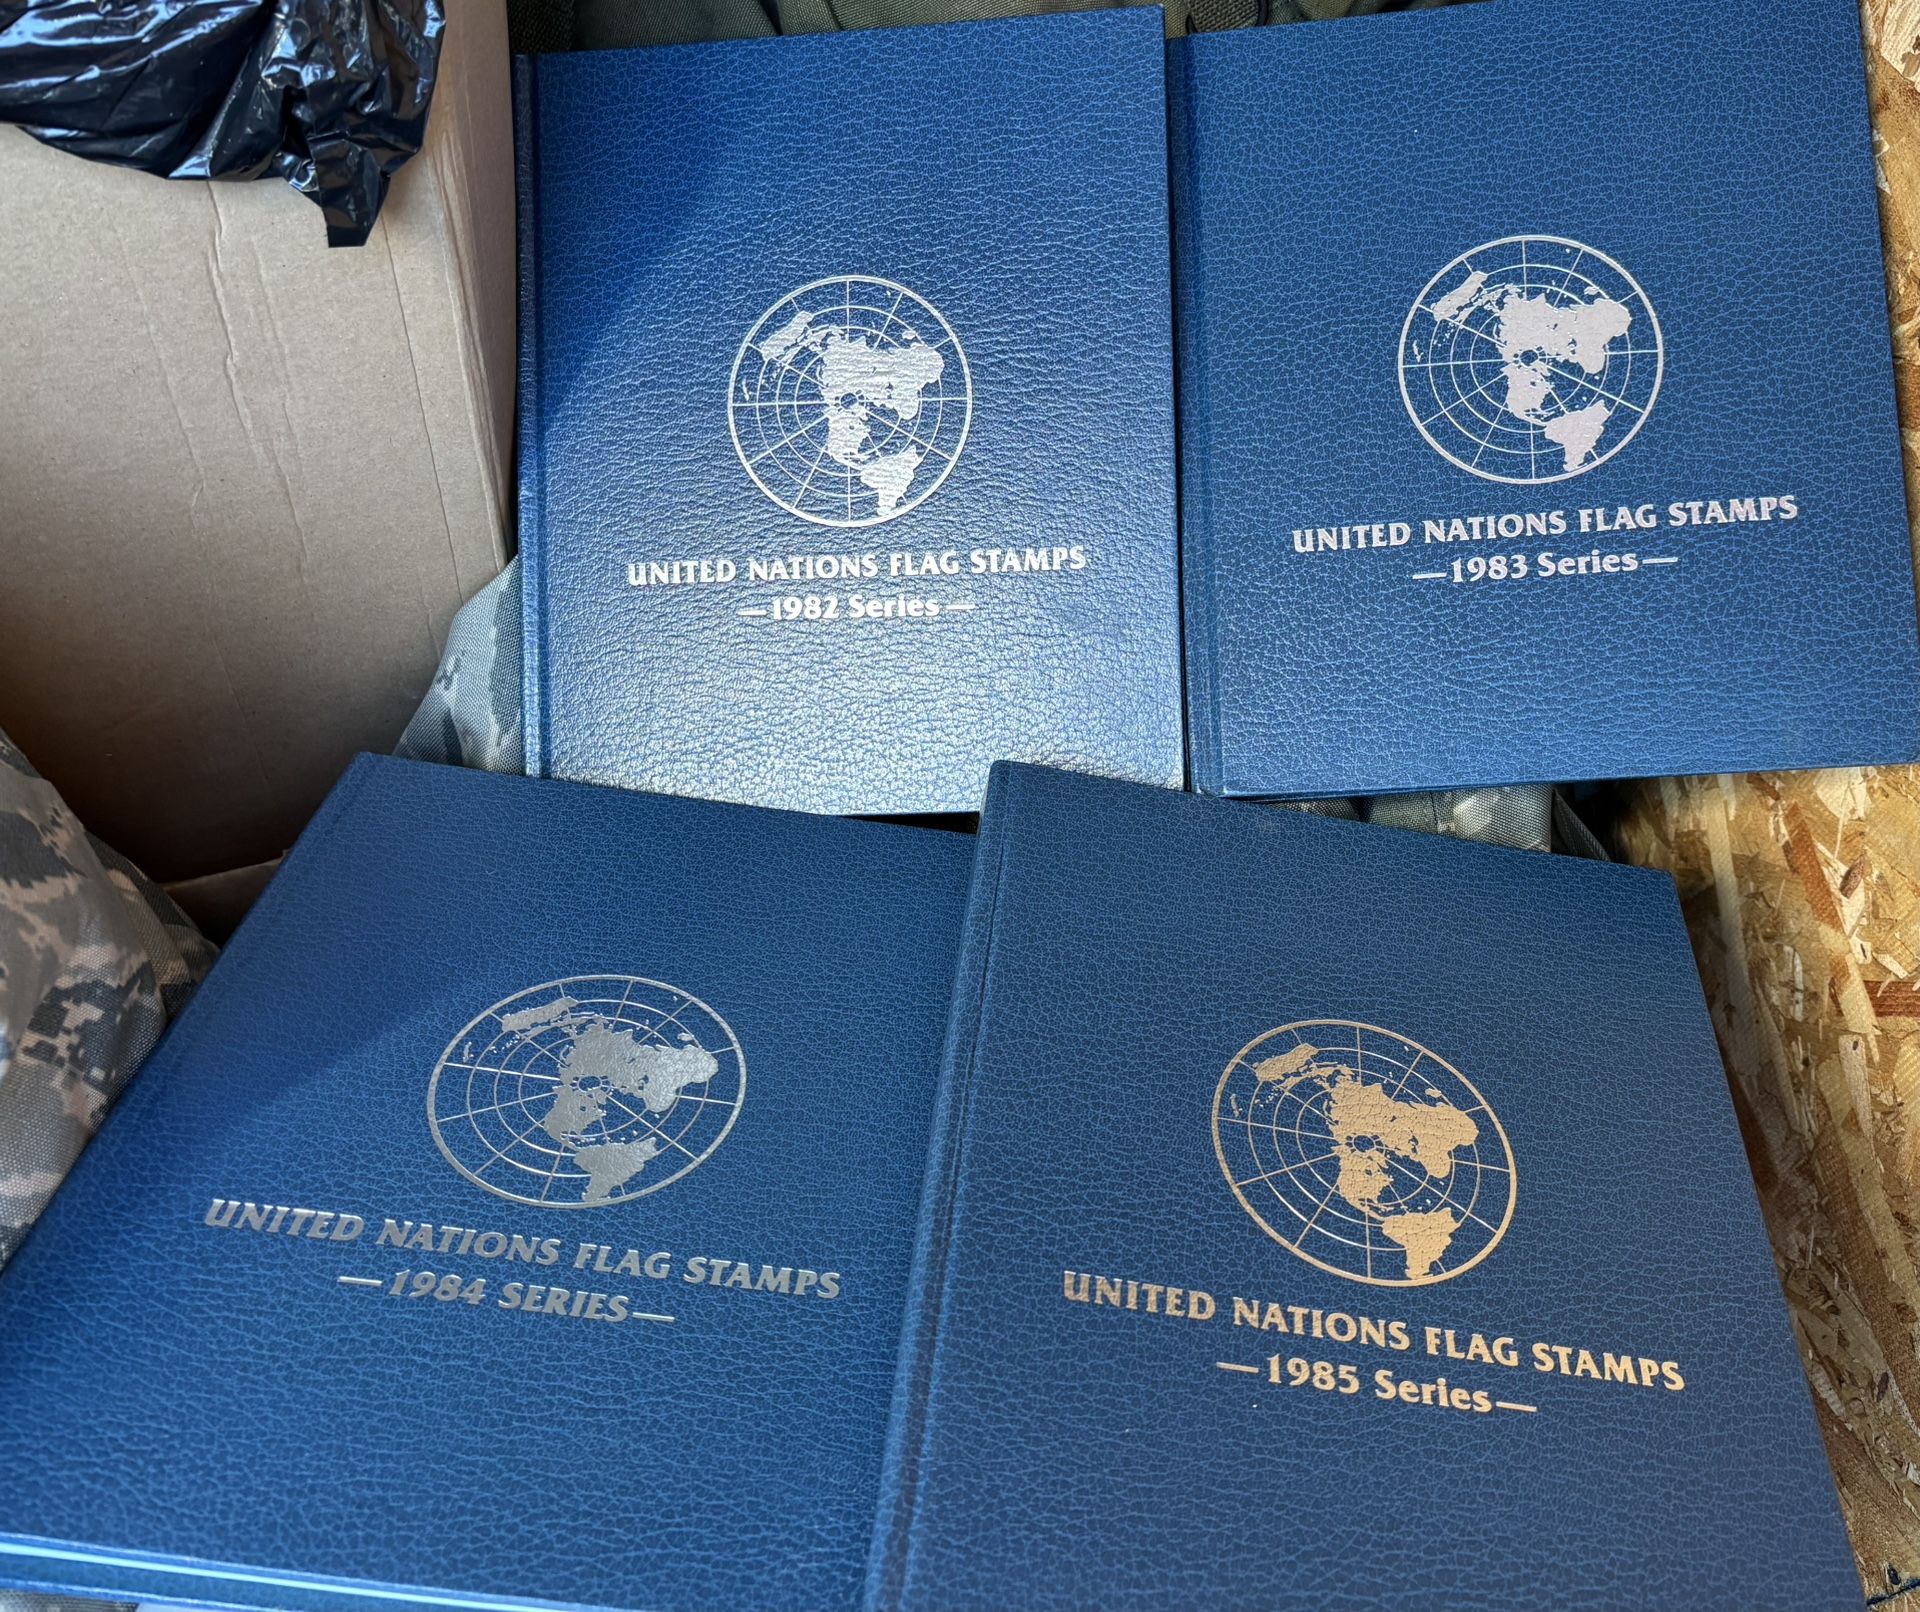 UNITED NATIONS FLAG STAMPS
—1982 Series—
UNITED NATIONS FLAG STAMPS
—1983 Series—
UNITED NATIONS FLAG STAMPS
—1984 SERIES—
UNITED NATIONS FLAG STAMPS
—1985 Series—